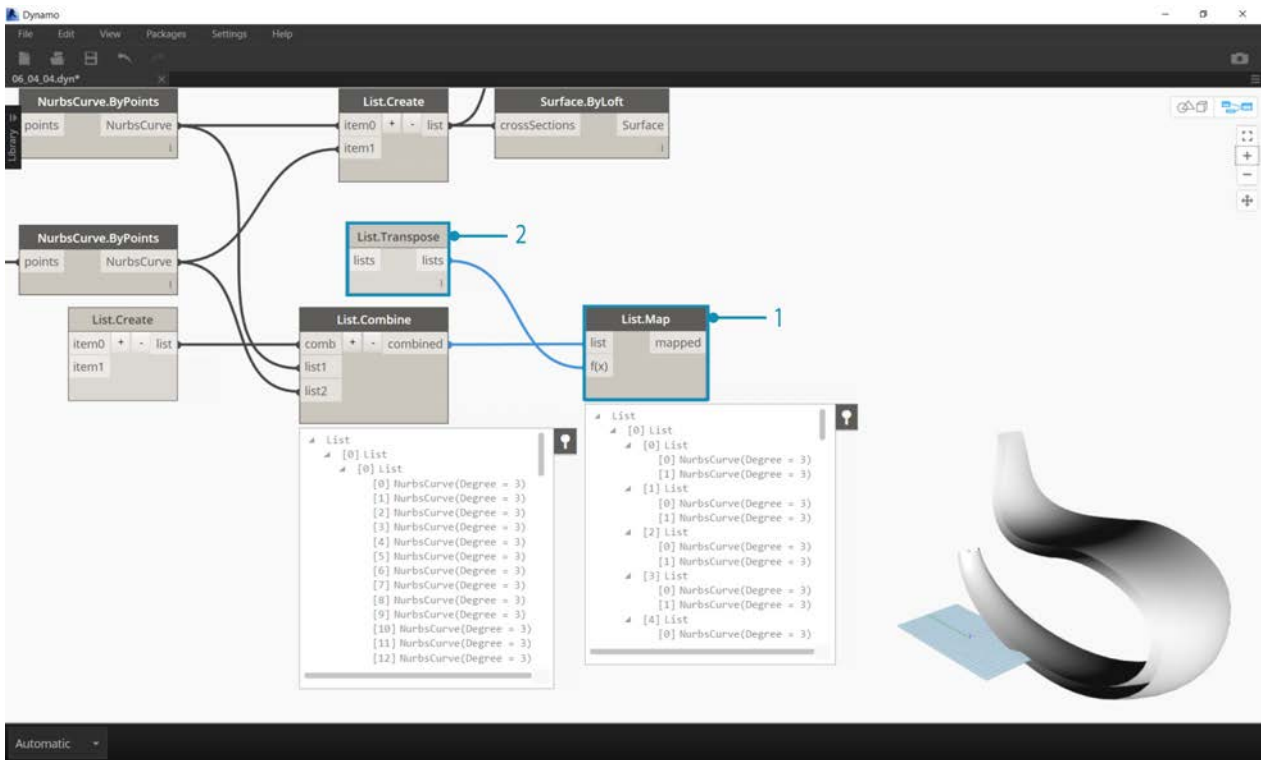 Dynamo
File Edit View Packages Settings Help
06_04_04.dyn*
Library
NurbsCurve.ByPoints
points NurbsCurve
List.Create
item0 + - list
item1
Surface.ByLoft
crossSections Surface
NurbsCurve.ByPoints
points NurbsCurve
List.Transpose
lists lists
2
List.Create
item0 + - list
item1
List.Combine
comb + - combined
list1
list2
List.Map
list mapped
f(x)
1
List
[0] List
[0] List
[0] NurbsCurve(Degree = 3)
[1] NurbsCurve(Degree = 3)
[2] NurbsCurve(Degree = 3)
[3] NurbsCurve(Degree = 3)
[4] NurbsCurve(Degree = 3)
[5] NurbsCurve(Degree = 3)
[6] NurbsCurve(Degree = 3)
[7] NurbsCurve(Degree = 3)
[8] NurbsCurve(Degree = 3)
[9] NurbsCurve(Degree = 3)
[10] NurbsCurve(Degree = 3)
[11] NurbsCurve(Degree = 3)
[12] NurbsCurve(Degree = 3)
List
[0] List
[0] List
[0] NurbsCurve(Degree = 3)
[1] NurbsCurve(Degree = 3)
[1] List
[0] NurbsCurve(Degree = 3)
[1] NurbsCurve(Degree = 3)
[2] List
[0] NurbsCurve(Degree = 3)
[1] NurbsCurve(Degree = 3)
[3] List
[0] NurbsCurve(Degree = 3)
[1] NurbsCurve(Degree = 3)
[4] List
[0] NurbsCurve(Degree = 3)
Automatic